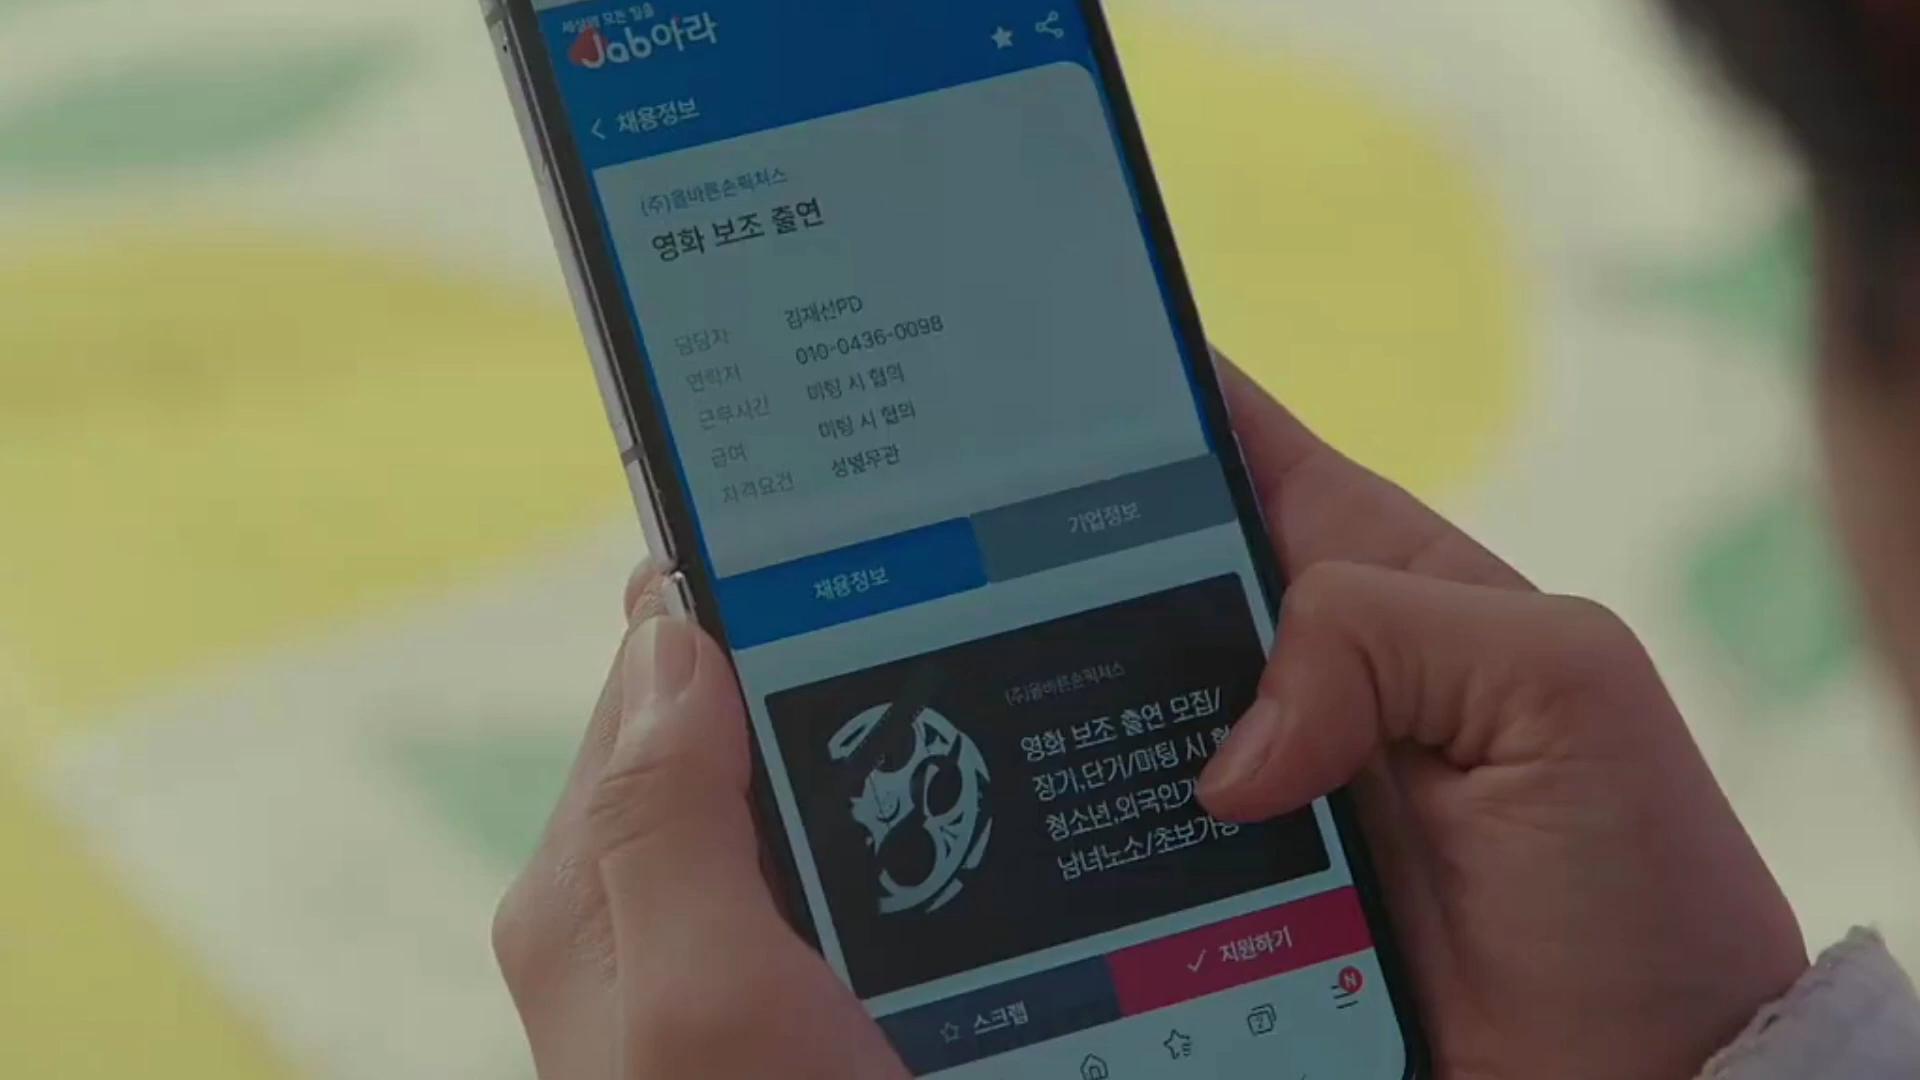 세상의 모든 일을
Job아라
채용정보
(주)올바른손픽쳐스
영화 보조 출연
담당자 김재선PD
연락처 010-0436-0098
근무시간 미팅 시 협의
급여 미팅 시 협의
자격요건 성별무관
채용정보 기업정보
(주)올바른손픽쳐스
영화 보조 출연 모집/
장기,단기/미팅 시
청소년,외국인
남녀노소/초보가능
스크랩 지원하기
2
N